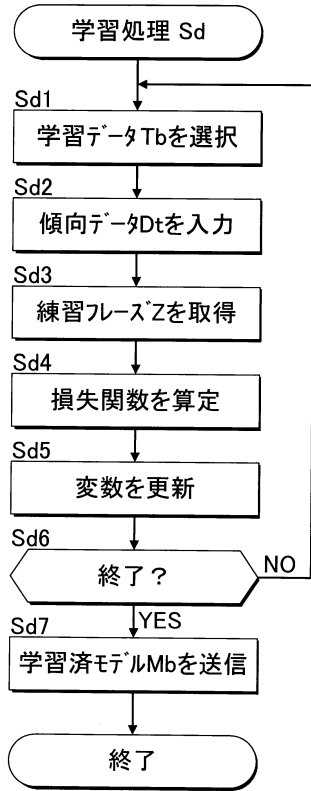 学習処理 Sd
Sd1
学習データTbを選択
Sd2
傾向データDtを入力
Sd3
練習フレーズZを取得
Sd4
損失関数を算定
Sd5
変数を更新
Sd6
終了？
NO
YES
Sd7
学習済モデルMbを送信
終了